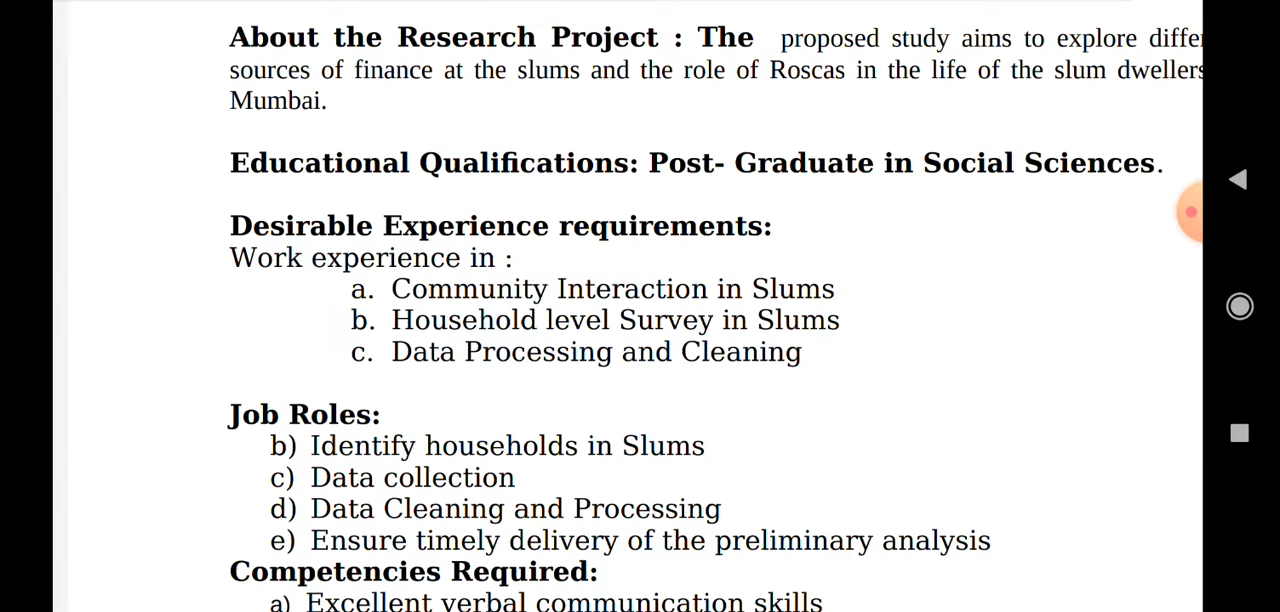 About the Research Project : The proposed study aims to explore
sources of finance at the slums and the role of Roscas in the life of the slum dwellers
Mumbai.
Educational Qualifications: Post- Graduate in Social Sciences.
Desirable Experience requirements:
Work experience in :
a. Community Interaction in Slums
b. Household level Survey in Slums
c. Data Processing and Cleaning
Job Roles:
b) Identify households in Slums
c) Data collection
d) Data Cleaning and Processing
e) Ensure timely delivery of the preliminary analysis
Competencies Required:
a) Excellent verbal communication skills